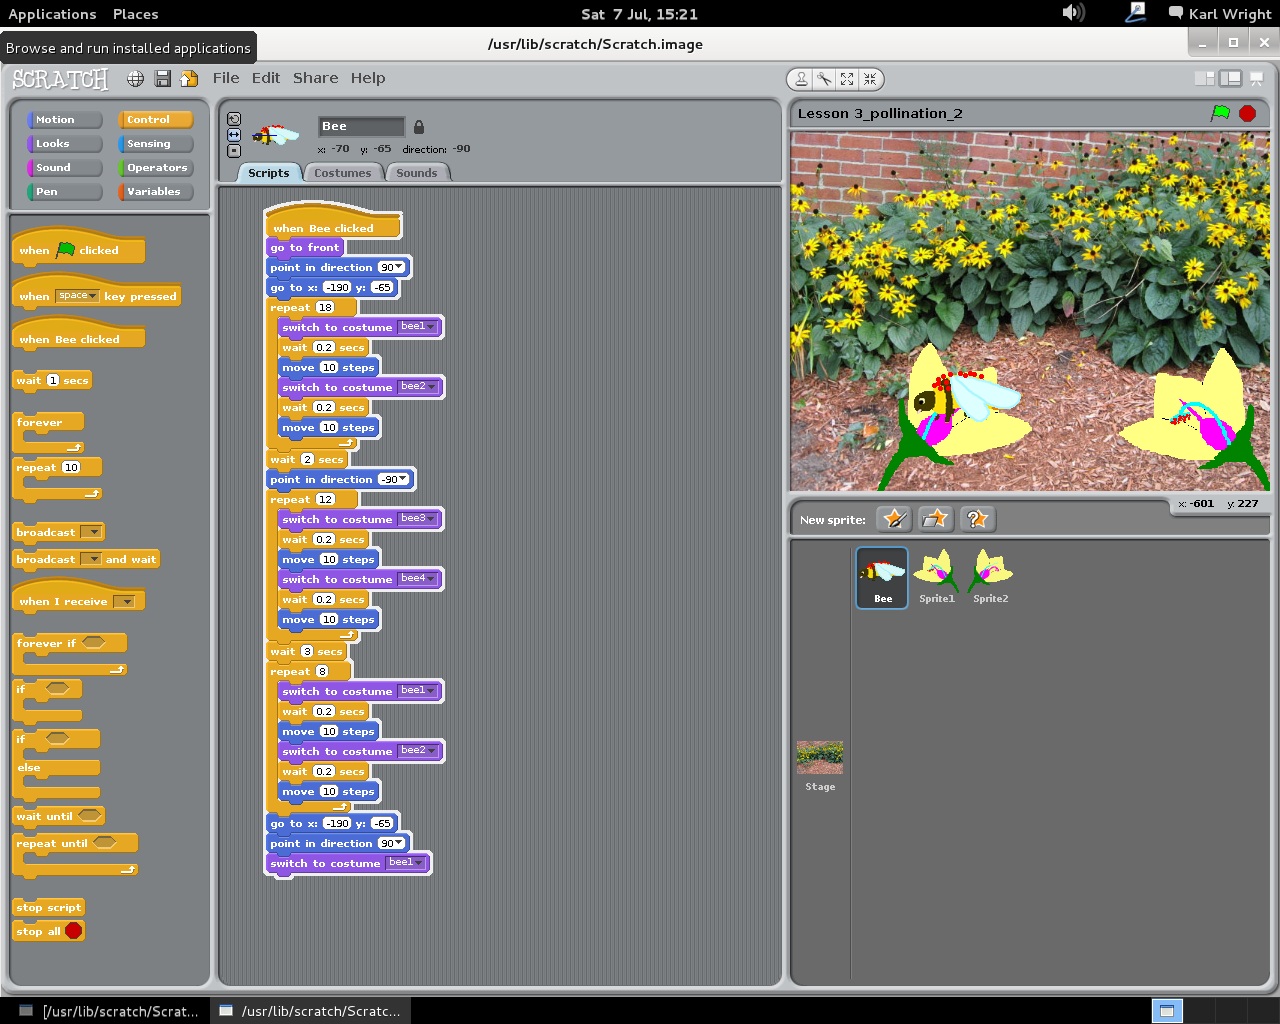 Applications Places
Sat 7 Jul, 15:21
Karl Wright
Browse and run installed applications
/usr/lib/scratch/Scratch.image
SCRATCH
File Edit Share Help
Motion Control
Looks Sensing
Sound Operators
Pen Variables
when clicked
when space key pressed
when Bee clicked
wait 1 secs
forever
repeat 10
broadcast
broadcast and wait
when I receive
forever if
if
if
else
wait until
repeat until
stop script
stop all
Bee
x: -70 y: -65 direction: -90
Scripts Costumes Sounds
when Bee clicked
go to front
point in direction 90
go to x: -190 y: -65
repeat 18
switch to costume bee1
wait 0.2 secs
move 10 steps
switch to costume bee2
wait 0.2 secs
move 10 steps
wait 2 secs
point in direction -90
repeat 12
switch to costume bee3
wait 0.2 secs
move 10 steps
switch to costume bee4
wait 0.2 secs
move 10 steps
wait 3 secs
repeat 8
switch to costume bee1
wait 0.2 secs
move 10 steps
switch to costume bee2
wait 0.2 secs
move 10 steps
go to x: -190 y: -65
point in direction 90
switch to costume bee1
Lesson 3_pollination_2
x: -601 y: 227
New sprite:
Bee Sprite1 Sprite2
Stage
[/usr/lib/scratch/Scrat...
/usr/lib/scratch/Scratc...